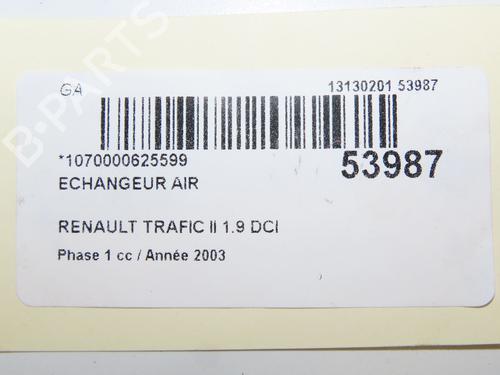 GA 13130201 53987
*1070000625599 53987
ECHANGEUR AIR
RENAULT TRAFIC II 1.9 DCI
Phase 1 cc / Année 2003
B-PARTS